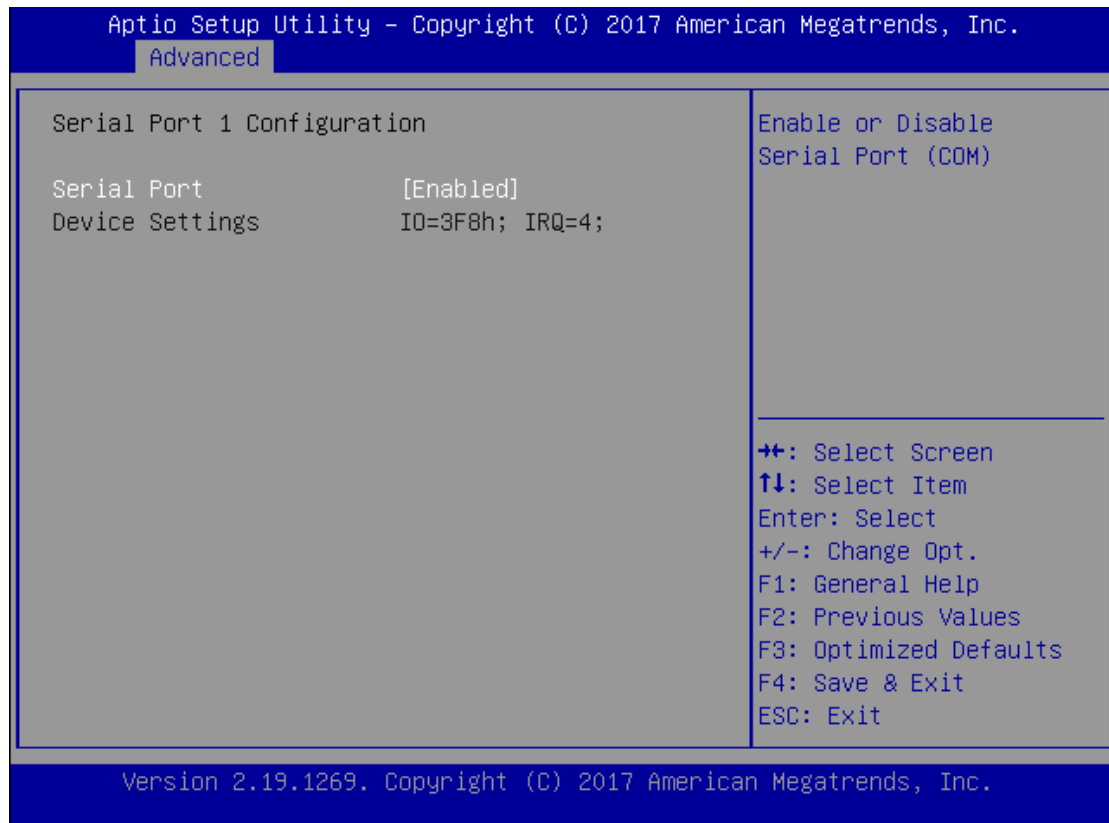 Aptio Setup Utility – Copyright (C) 2017 American Megatrends, Inc.
Advanced
Serial Port 1 Configuration
Serial Port [Enabled]
Device Settings IO=3F8h; IRQ=4;
Enable or Disable
Serial Port (COM)
→←: Select Screen
↑↓: Select Item
Enter: Select
+/-: Change Opt.
F1: General Help
F2: Previous Values
F3: Optimized Defaults
F4: Save & Exit
ESC: Exit
Version 2.19.1269. Copyright (C) 2017 American Megatrends, Inc.